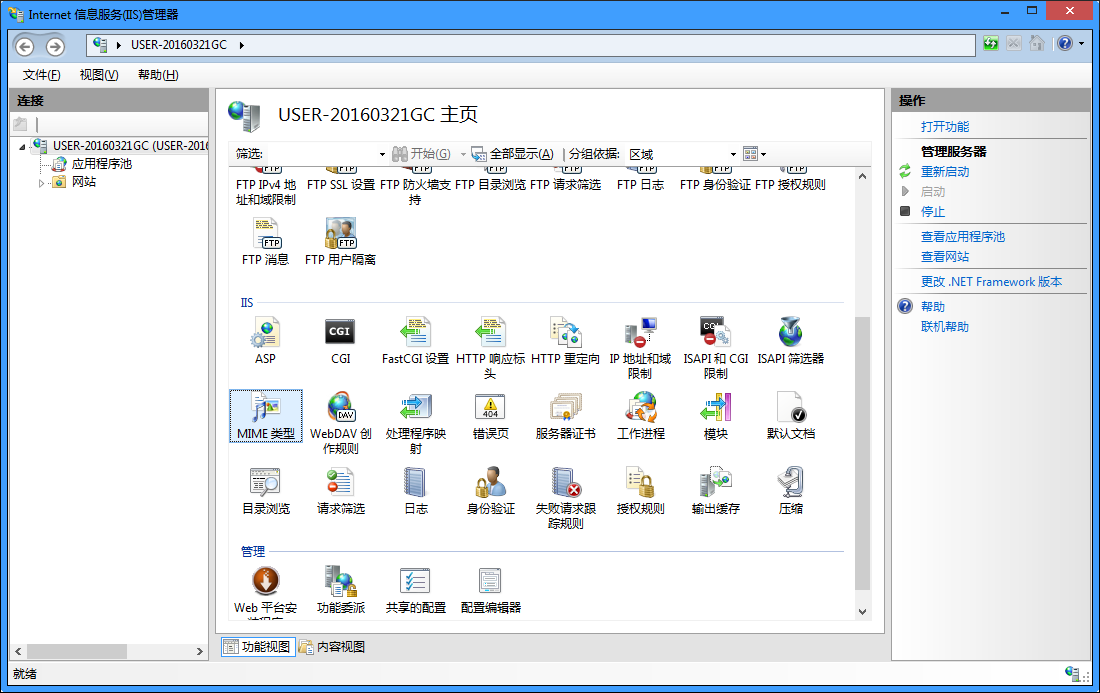 Internet 信息服务(IIS)管理器
USER-20160321GC
文件(F) 视图(V) 帮助(H)
连接
USER-20160321GC (USER-2016
应用程序池
网站
USER-20160321GC 主页
筛选: 开始(G) 全部显示(A) 分组依据: 区域
FTP IPv4 地址和域限制
FTP SSL 设置
FTP 防火墙支持
FTP 目录浏览
FTP 请求筛选
FTP 日志
FTP 身份验证
FTP 授权规则
FTP
FTP 消息
FTP
FTP 用户隔离
IIS
ASP
CGI
CGI
FastCGI 设置
HTTP 响应标头
HTTP 重定向
IP 地址和域限制
ISAPI 和 CGI 限制
ISAPI 筛选器
MIME 类型
DAV
WebDAV 创作规则
处理程序映射
404
错误页
服务器证书
工作进程
模块
默认文档
目录浏览
请求筛选
日志
身份验证
失败请求跟踪规则
授权规则
输出缓存
压缩
管理
Web 平台安
功能委派
共享的配置
配置编辑器
功能视图 内容视图
操作
打开功能
管理服务器
重新启动
启动
停止
查看应用程序池
查看网站
更改 .NET Framework 版本
帮助
联机帮助
就绪